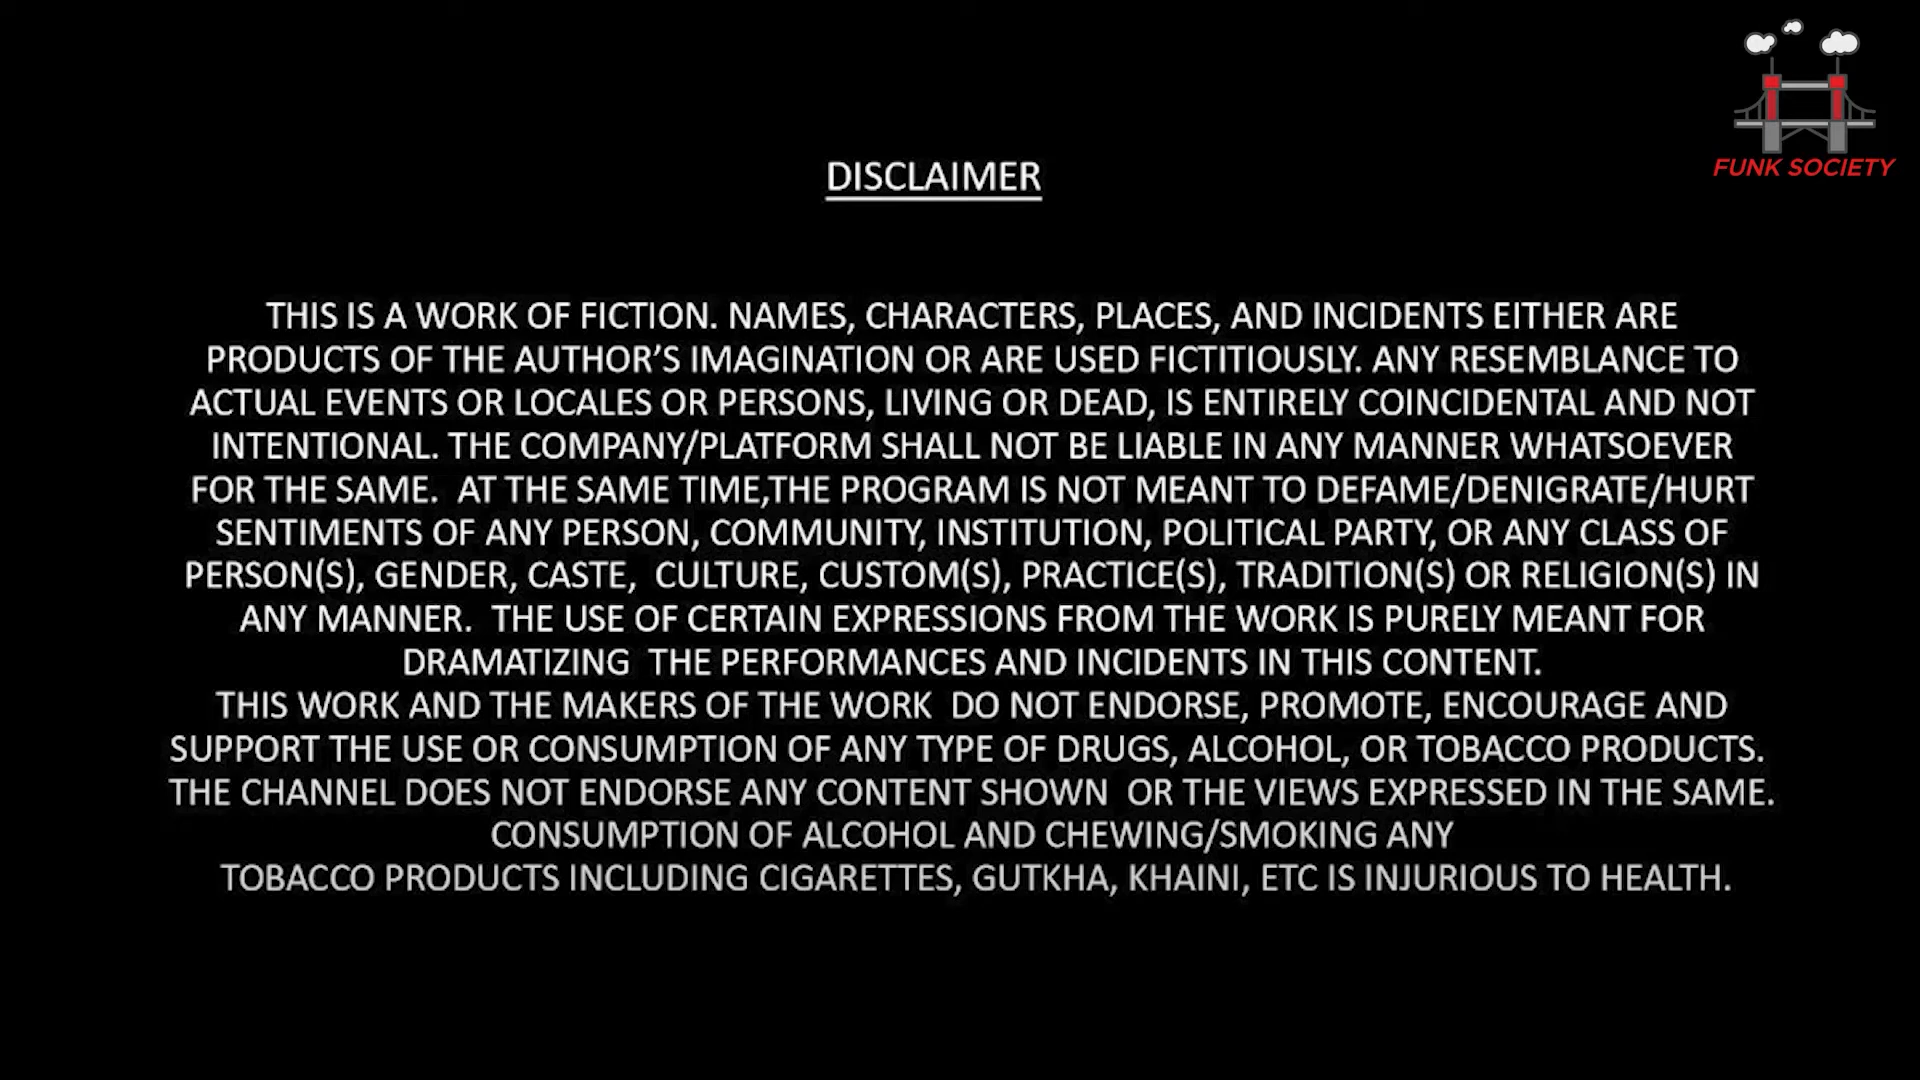 FUNK SOCIETY
DISCLAIMER
THIS IS A WORK OF FICTION. NAMES, CHARACTERS, PLACES, AND INCIDENTS EITHER ARE
PRODUCTS OF THE AUTHOR’S IMAGINATION OR ARE USED FICTITIOUSLY. ANY RESEMBLANCE TO
ACTUAL EVENTS OR LOCALES OR PERSONS, LIVING OR DEAD, IS ENTIRELY COINCIDENTAL AND NOT
INTENTIONAL. THE COMPANY/PLATFORM SHALL NOT BE LIABLE IN ANY MANNER WHATSOEVER
FOR THE SAME.  AT THE SAME TIME,THE PROGRAM IS NOT MEANT TO DEFAME/DENIGRATE/HURT
SENTIMENTS OF ANY PERSON, COMMUNITY, INSTITUTION, POLITICAL PARTY, OR ANY CLASS OF
PERSON(S), GENDER, CASTE,  CULTURE, CUSTOM(S), PRACTICE(S), TRADITION(S) OR RELIGION(S) IN
ANY MANNER.  THE USE OF CERTAIN EXPRESSIONS FROM THE WORK IS PURELY MEANT FOR
DRAMATIZING  THE PERFORMANCES AND INCIDENTS IN THIS CONTENT.
THIS WORK AND THE MAKERS OF THE WORK  DO NOT ENDORSE, PROMOTE, ENCOURAGE AND
SUPPORT THE USE OR CONSUMPTION OF ANY TYPE OF DRUGS, ALCOHOL, OR TOBACCO PRODUCTS.
THE CHANNEL DOES NOT ENDORSE ANY CONTENT SHOWN  OR THE VIEWS EXPRESSED IN THE SAME.
CONSUMPTION OF ALCOHOL AND CHEWING/SMOKING ANY
TOBACCO PRODUCTS INCLUDING CIGARETTES, GUTKHA, KHAINI, ETC IS INJURIOUS TO HEALTH.